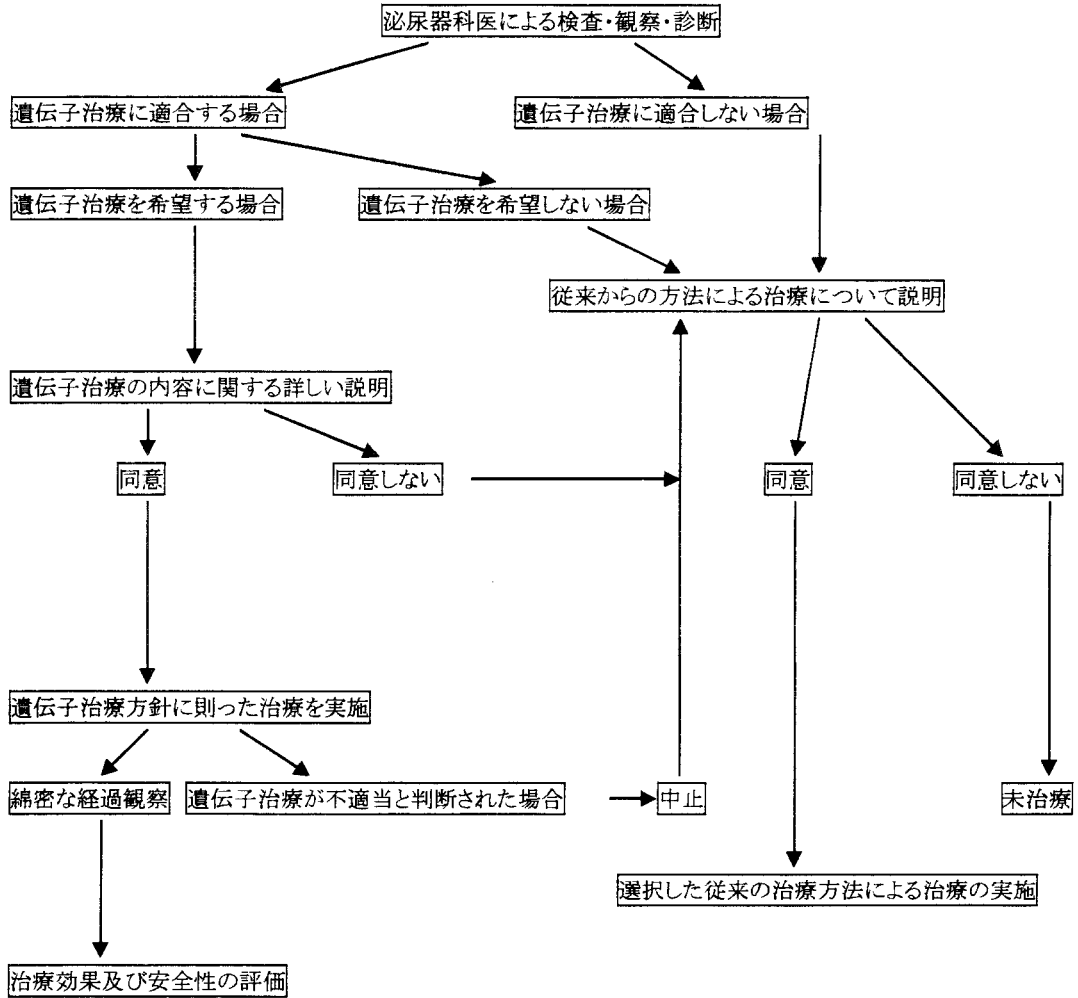 泌尿器科医による検査・観察・診断
遺伝子治療に適合する場合
遺伝子治療に適合しない場合
遺伝子治療を希望する場合
遺伝子治療を希望しない場合
従来からの方法による治療について説明
遺伝子治療の内容に関する詳しい説明
同意
同意しない
同意
同意しない
遺伝子治療方針に則った治療を実施
綿密な経過観察
遺伝子治療が不適当と判断された場合
中止
未治療
選択した従来の治療方法による治療の実施
治療効果及び安全性の評価